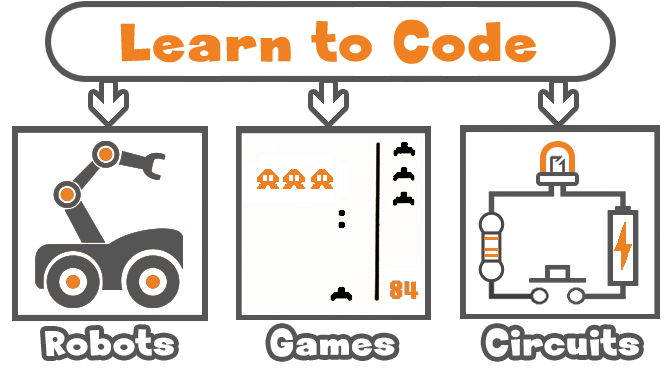 Learn to Code
84
Robots
Games
Circuits